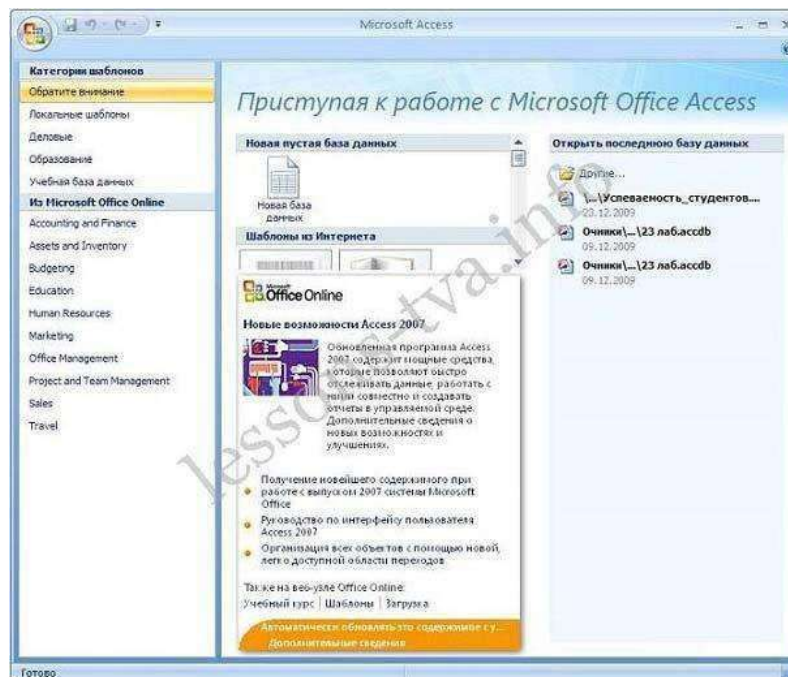 Microsoft Access
Категории шаблонов
Обратите внимание
Локальные шаблоны
Деловые
Образование
Учебная база данных
Из Microsoft Office Online
Accounting and Finance
Assets and Inventory
Budgeting
Education
Human Resources
Marketing
Office Management
Project and Team Management
Sales
Travel
Приступая к работе с Microsoft Office Access
Новая пустая база данных
Новая база
данных
Шаблоны из Интернета
Microsoft
Office Online
Новые возможности Access 2007
Обновленная программа Access
2007 содержит мощные средства,
которые позволяют быстро
отслеживать данные, работать с
ними совместно и создавать
отчеты в управляемой среде.
Дополнительные сведения о
новых возможностях и
улучшениях.
Получение новейшего содержимого при
работе с выпуском 2007 системы Microsoft
Office
Руководство по интерфейсу пользователя
Access 2007
Организация всех объектов с помощью новой,
легко доступной области переходов
Также на веб-узле Office Online:
Учебный курс | Шаблоны | Загрузка
Автоматически обновлять это содержимое с у...
Дополнительные сведения
Открыть последнюю базу данных
Другие...
\...\Успеваемость_студентов....
23.12.2009
Очники\...\23 лаб.accdb
09.12.2009
Очники\...\23 лаб.accdb
09.12.2009
Готово
lessons-tva.info